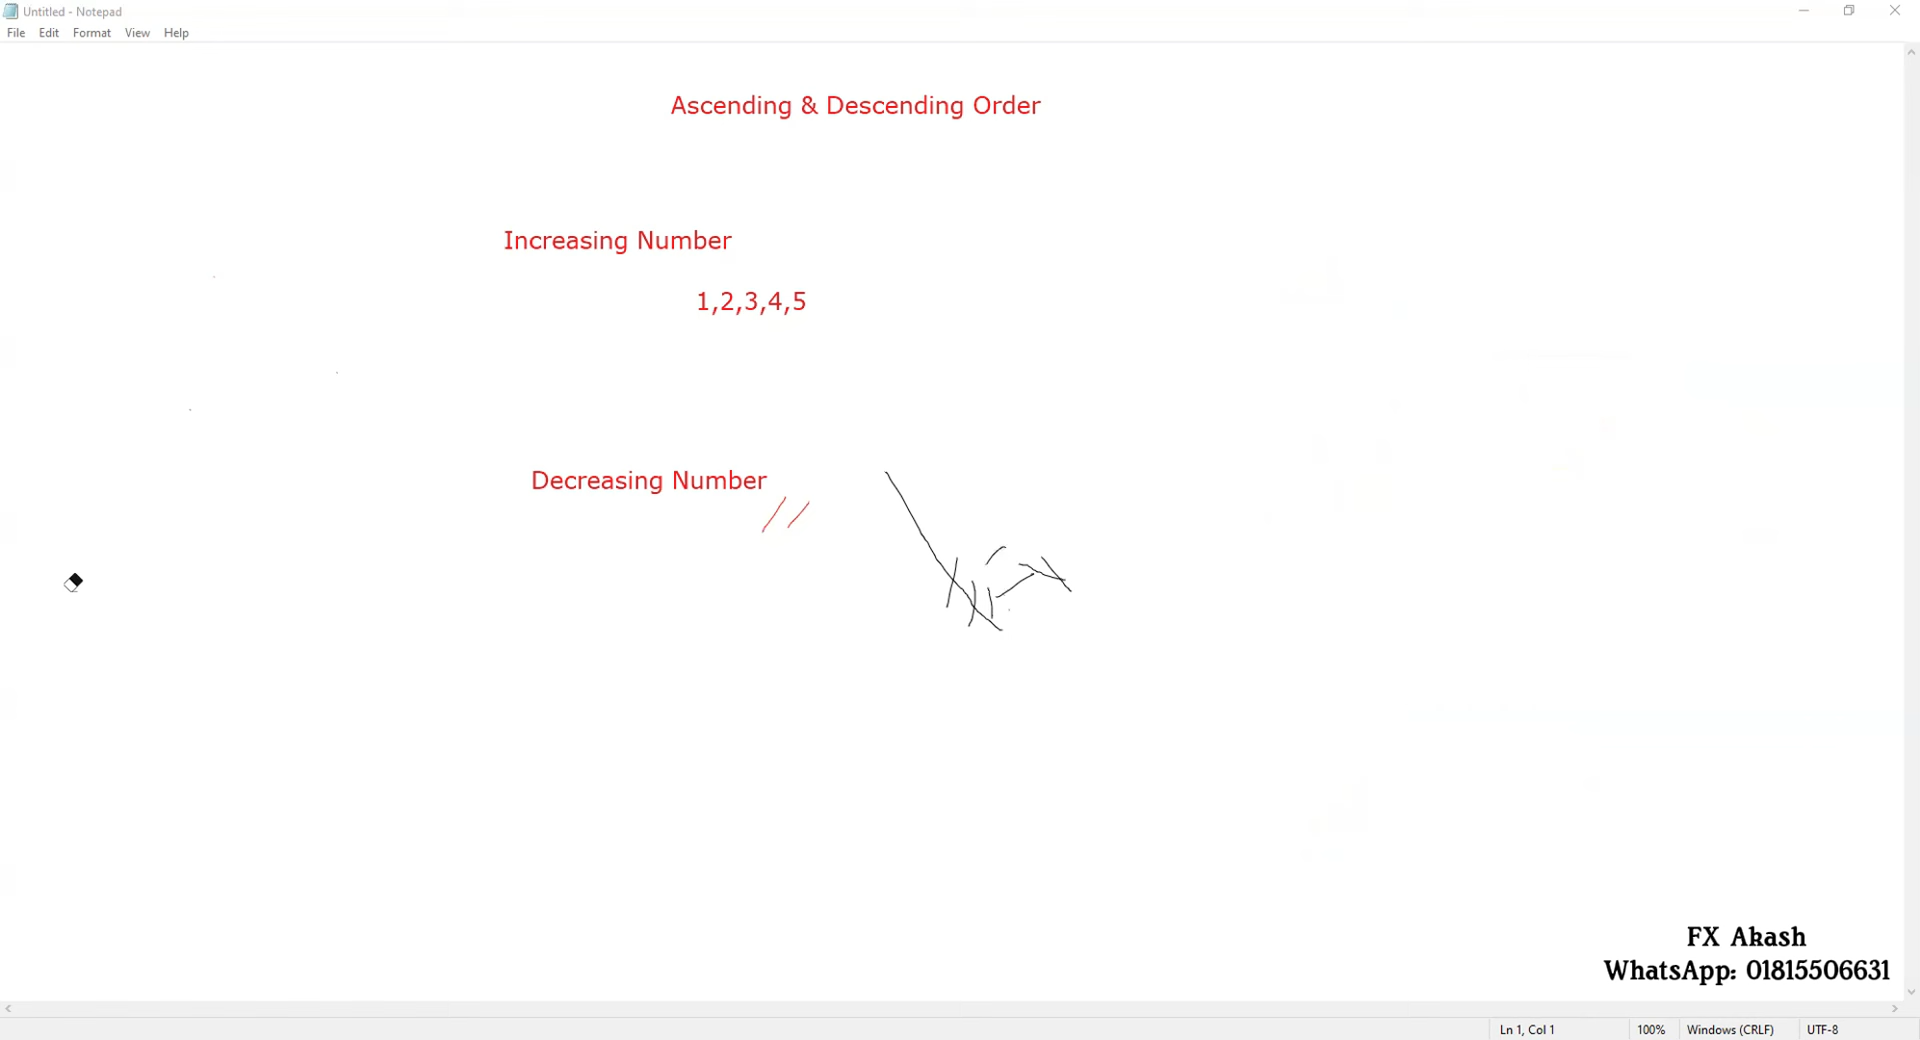 Untitled - Notepad
File Edit Format View Help
Ascending & Descending Order
Increasing Number
1,2,3,4,5
Decreasing Number
FX Akash
WhatsApp: 01815506631
Ln 1, Col 1 100% Windows (CRLF) UTF-8